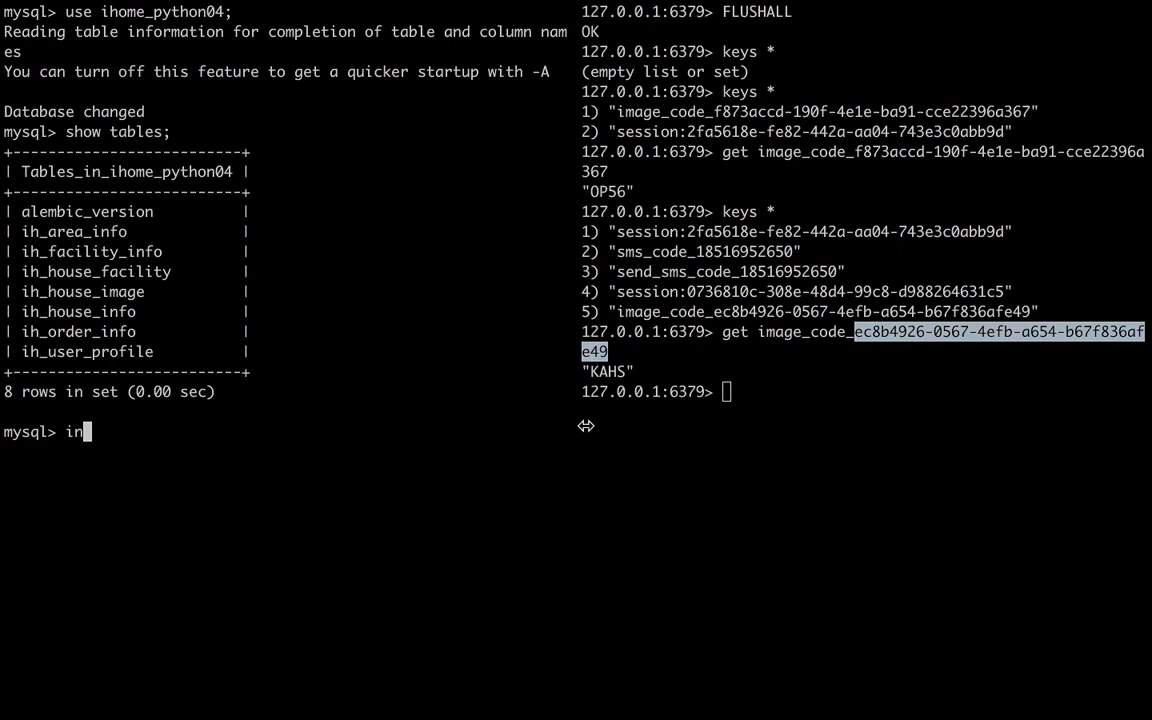 mysql> use ihome_python04;
Reading table information for completion of table and column nam
es
You can turn off this feature to get a quicker startup with -A
Database changed
mysql> show tables;
+--------------------------+
| Tables_in_ihome_python04 |
+--------------------------+
| alembic_version          |
| ih_area_info             |
| ih_facility_info         |
| ih_house_facility        |
| ih_house_image           |
| ih_house_info            |
| ih_order_info            |
| ih_user_profile          |
+--------------------------+
8 rows in set (0.00 sec)
mysql> in
127.0.0.1:6379> FLUSHALL
OK
127.0.0.1:6379> keys *
(empty list or set)
127.0.0.1:6379> keys *
1) "image_code_f873accd-190f-4e1e-ba91-cce22396a367"
2) "session:2fa5618e-fe82-442a-aa04-743e3c0abb9d"
127.0.0.1:6379> get image_code_f873accd-190f-4e1e-ba91-cce22396a
367
"OP56"
127.0.0.1:6379> keys *
1) "session:2fa5618e-fe82-442a-aa04-743e3c0abb9d"
2) "sms_code_18516952650"
3) "send_sms_code_18516952650"
4) "session:0736810c-308e-48d4-99c8-d988264631c5"
5) "image_code_ec8b4926-0567-4efb-a654-b67f836afe49"
127.0.0.1:6379> get image_code_ec8b4926-0567-4efb-a654-b67f836af
e49
"KAHS"
127.0.0.1:6379>